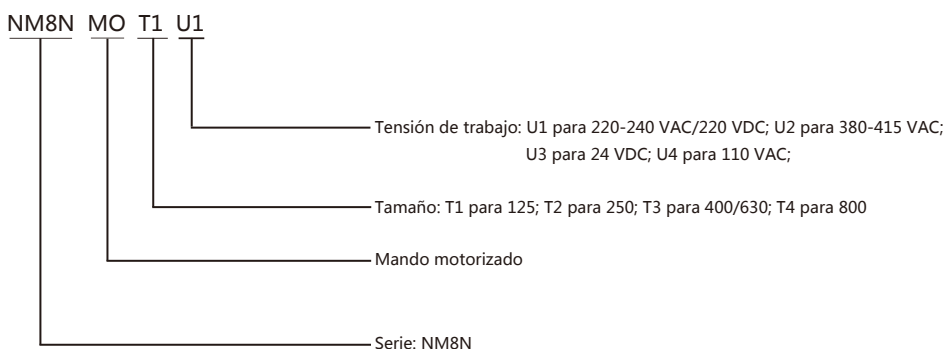 NM8N MO T1 U1
Tensión de trabajo: U1 para 220-240 VAC/220 VDC; U2 para 380-415 VAC;
U3 para 24 VDC; U4 para 110 VAC;
Tamaño: T1 para 125; T2 para 250; T3 para 400/630; T4 para 800
Mando motorizado
Serie: NM8N